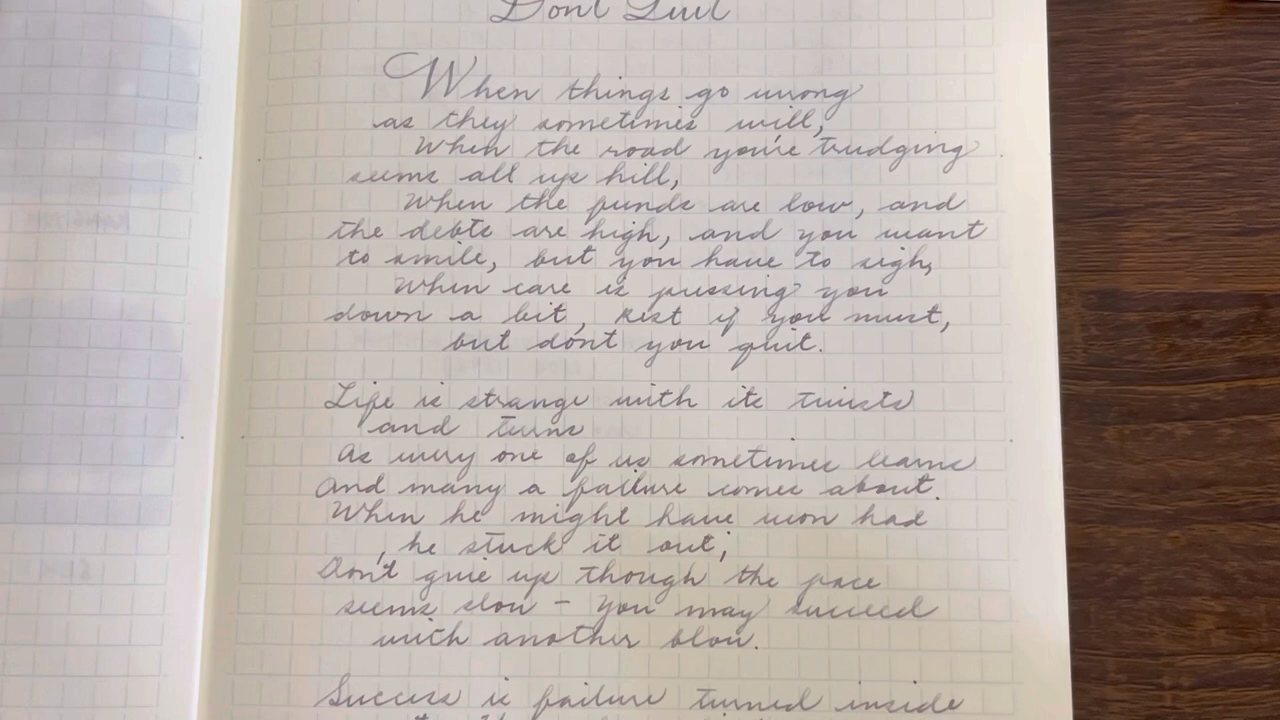 Don't Quit
When things go wrong
as they sometimes will,
When the road you're trudging
seems all up hill,
When the funds are low, and
the debts are high, and you want
to smile, but you have to sigh,
When care is pressing you
down a bit, Rest if you must,
but don't you quit.
Life is strange with its twists
and turns
As every one of us sometimes learns
And many a failure comes about.
When he might have won had
he stuck it out;
Don't give up though the pace
seems slow - You may succeed
with another blow.
Success is failure turned inside